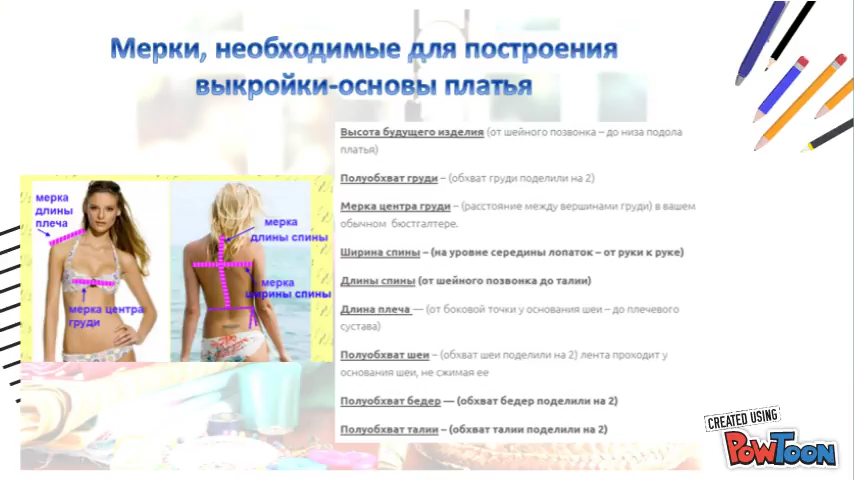 Мерки, необходимые для построения
выкройки-основы платья
мерка
длины
плеча
мерка центра
груди
мерка
длины спины
мерка
ширины спины
Высота будущего изделия (от шейного позвонка – до низа подола
платья)
Полуобхват груди – (обхват груди поделили на 2)
Мерка центра груди – (расстояние между вершинами груди) в вашем
обычном бюстгалтере.
Ширина спины – (на уровне середины лопаток – от руки к руке)
Длины спины (от шейного позвонка до талии)
Длина плеча — (от боковой точки у основания шеи – до плечевого
сустава)
Полуобхват шеи – (обхват шеи поделили на 2) лента проходит у
основания шеи, не сжимая ее
Полуобхват бедер — (обхват бедер поделили на 2)
Полуобхват талии – (обхват талии поделили на 2)
CREATED USING
POWTOON